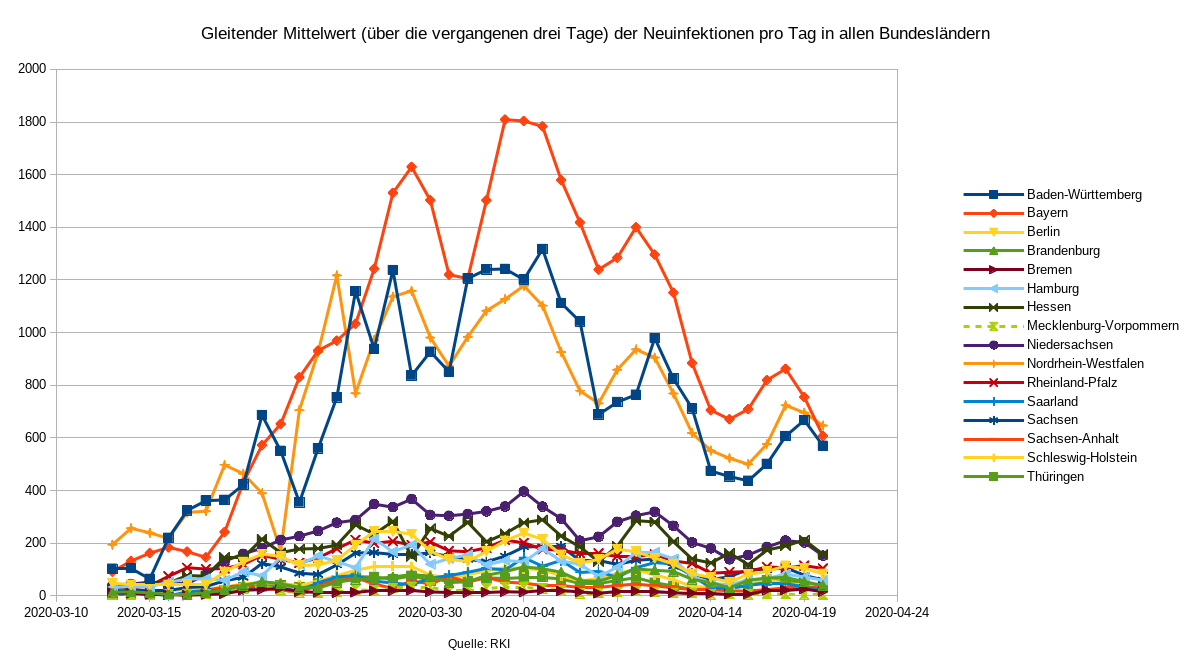 Gleitender Mittelwert (über die vergangenen drei Tage) der Neuinfektionen pro Tag in allen Bundesländern
2000
1800
1600
1400
1200
1000
800
600
400
200
0
2020-03-10 2020-03-15 2020-03-20 2020-03-25 2020-03-30 2020-04-04 2020-04-09 2020-04-14 2020-04-19 2020-04-24
Quelle: RKI
Baden-Württemberg
Bayern
Berlin
Brandenburg
Bremen
Hamburg
Hessen
Mecklenburg-Vorpommern
Niedersachsen
Nordrhein-Westfalen
Rheinland-Pfalz
Saarland
Sachsen
Sachsen-Anhalt
Schleswig-Holstein
Thüringen